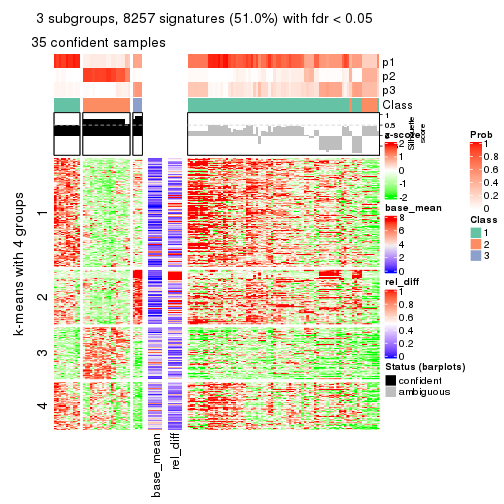 3 subgroups, 8257 signatures (51.0%) with fdr < 0.05
35 confident samples
p1
p2
p3
Class
1
0.5
0
Silhouette
score
k-means with 4 groups
1
2
3
4
base_mean
rel_diff
z-score
2
1
0
-1
-2
base_mean
8
6
4
2
0
rel_diff
1
0.8
0.6
0.4
0.2
0
Status (barplots)
confident
ambiguous
Prob
1
0.8
0.6
0.4
0.2
0
Class
1
2
3